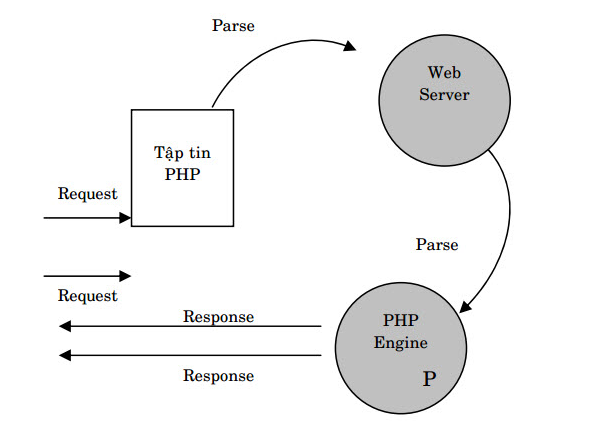 Parse
Web
Server
Tập tin
PHP
Request
Parse
Request
Response
PHP
Engine
Response
P